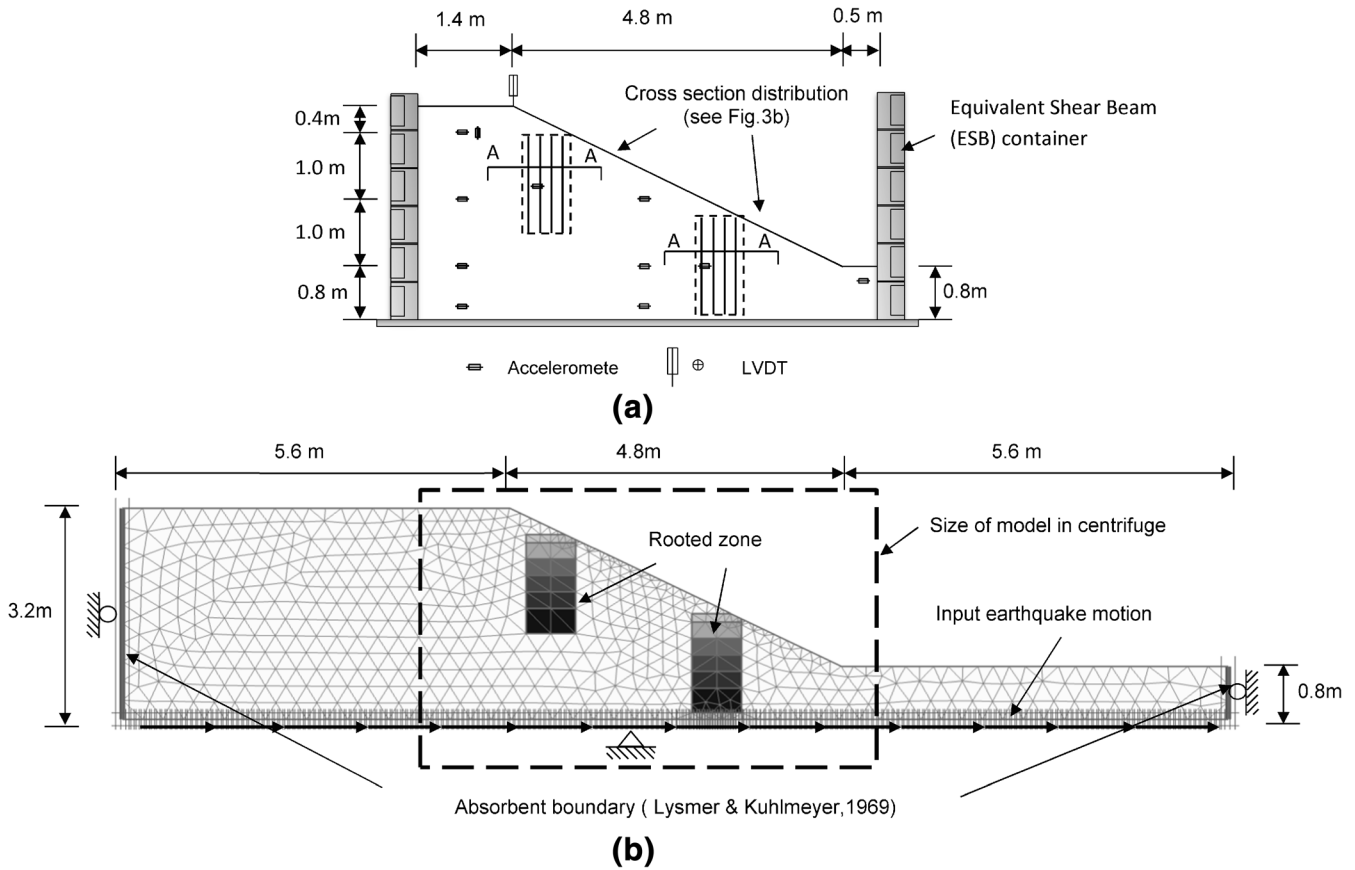 1.4 m
4.8 m
0.5 m
Cross section distribution
(see Fig.3b)
Equivalent Shear Beam
(ESB) container
0.4m
1.0 m
1.0 m
0.8 m
A
A
A
A
0.8m
Acceleromete
LVDT
(a)
5.6 m
4.8m
5.6 m
Size of model in centrifuge
Rooted zone
Input earthquake motion
3.2m
0.8m
Absorbent boundary ( Lysmer & Kuhlmeyer,1969)
(b)